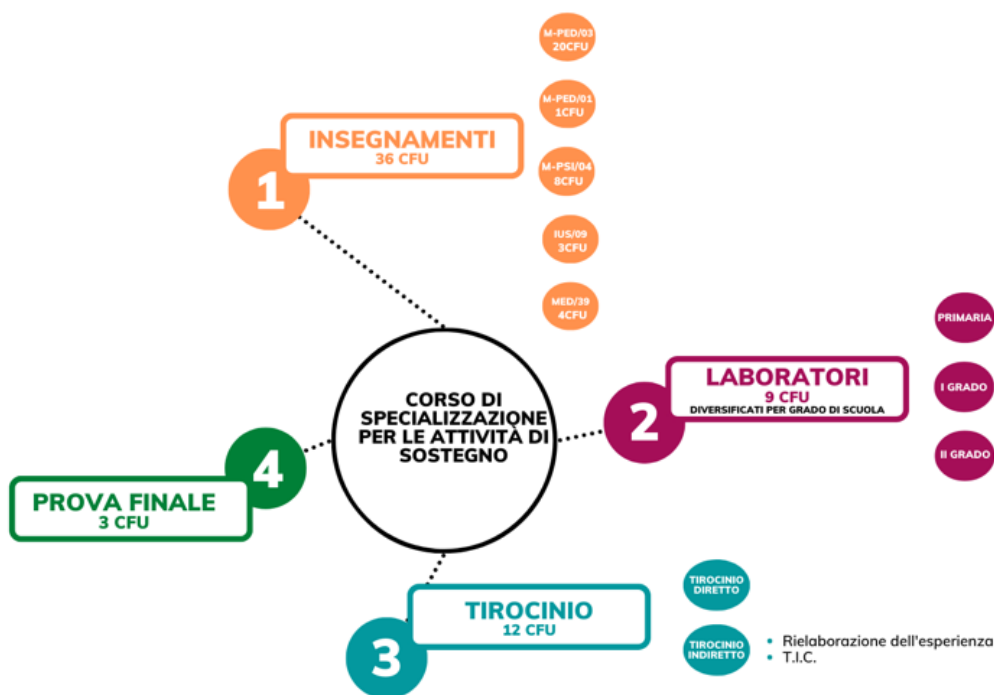 1
INSEGNAMENTI
36 CFU
M-PED/03
20CFU
M-PED/01
1CFU
M-PSI/04
8CFU
IUS/09
3CFU
MED/39
4CFU
CORSO DI
SPECIALIZZAZIONE
PER LE ATTIVITÀ DI
SOSTEGNO
2
LABORATORI
9 CFU
DIVERSIFICATI PER GRADO DI SCUOLA
PRIMARIA
I GRADO
II GRADO
3
TIROCINIO
12 CFU
TIROCINIO
DIRETTO
TIROCINIO
INDIRETTO
• Rielaborazione dell'esperienza
• T.I.C.
4
PROVA FINALE
3 CFU